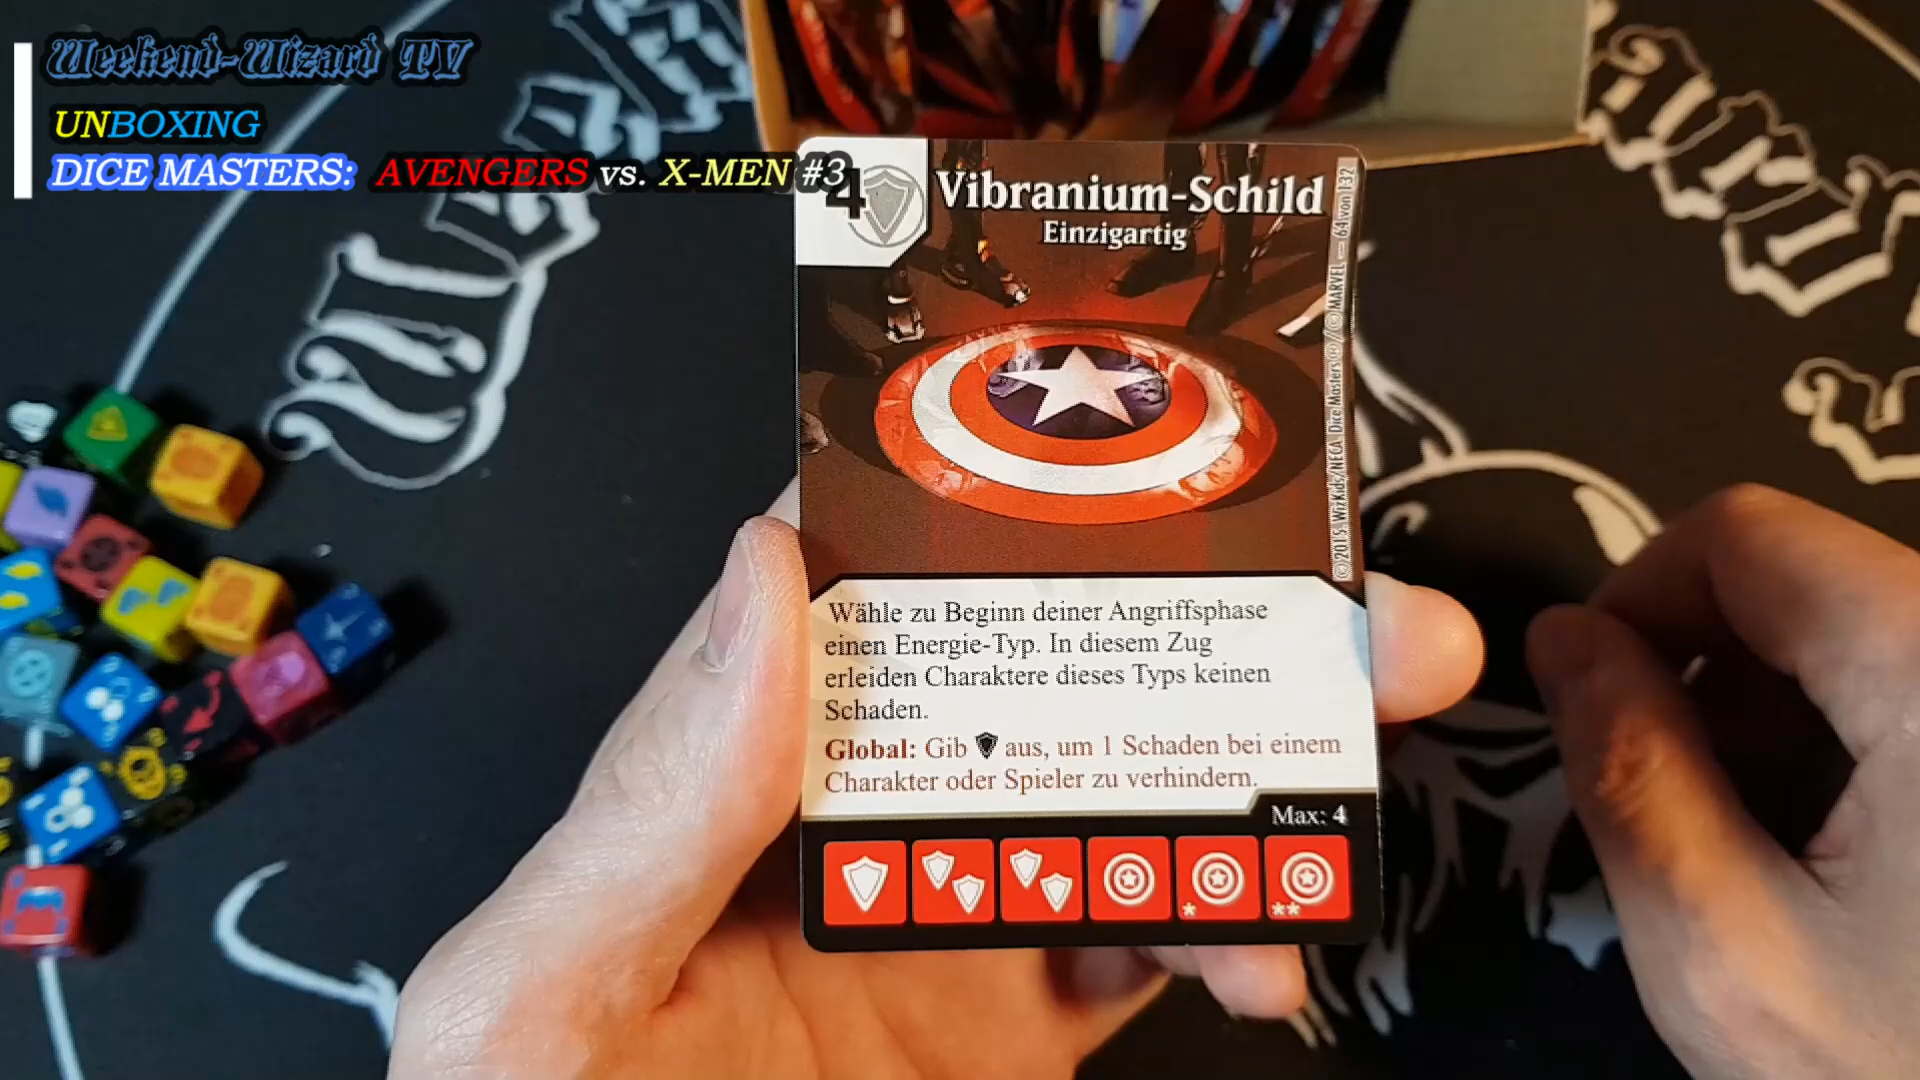 Weekend-Wizard TV
UNBOXING
DICE MASTERS: AVENGERS vs. X-MEN #3
4
Vibranium-Schild
Einzigartig
©2015 WizKids/NECA Dice Masters®/©MARVEL – 64 von 132
Wähle zu Beginn deiner Angriffsphase
einen Energie-Typ. In diesem Zug
erleiden Charaktere dieses Typs keinen
Schaden.
Global: Gib aus, um 1 Schaden bei einem
Charakter oder Spieler zu verhindern.
Max: 4
*
**